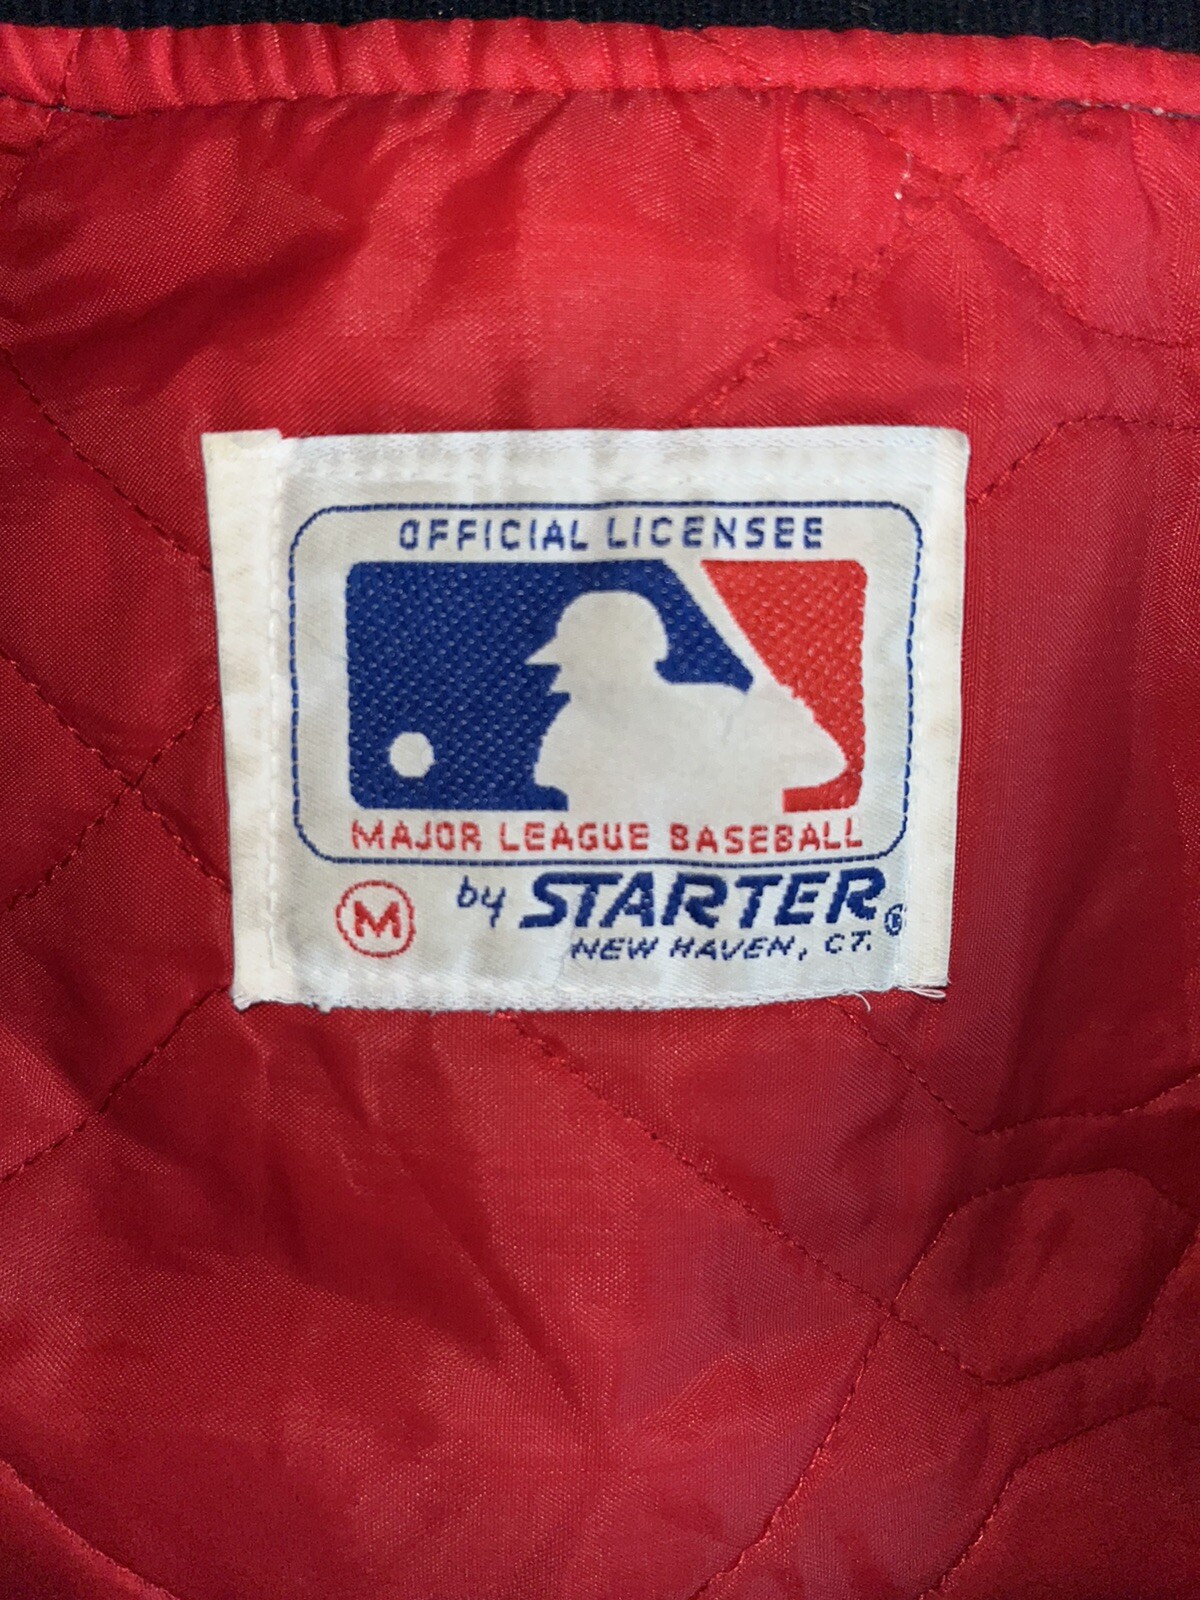 OFFICIAL LICENSEE
MAJOR LEAGUE BASEBALL
M by STARTER®
NEW HAVEN, CT.